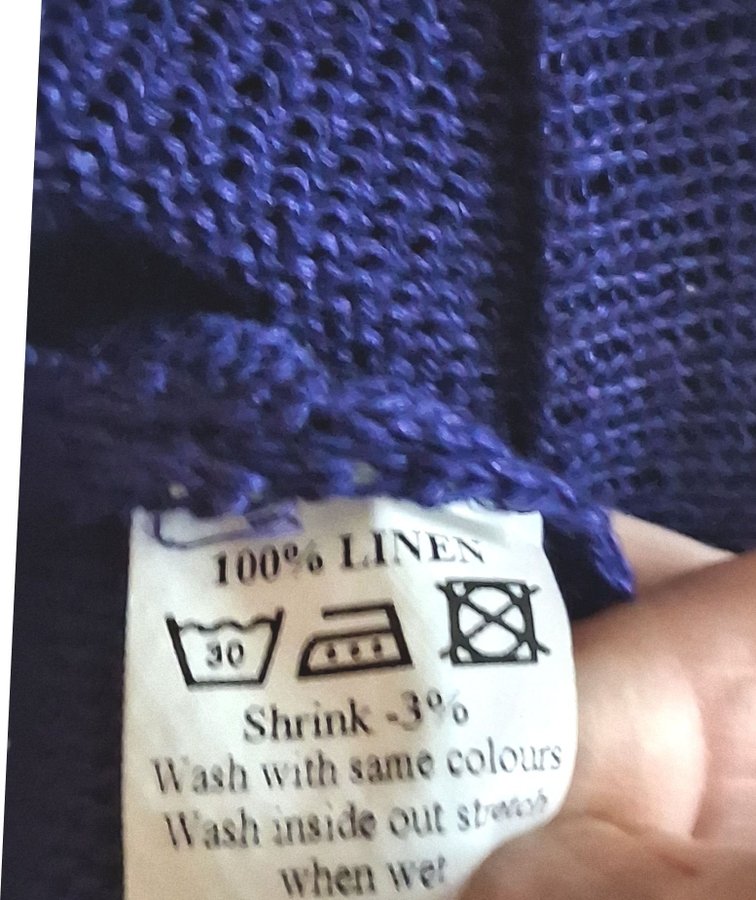 100% LINEN
30
Shrink -3%
Wash with same colours
Wash inside out stretch
when wet